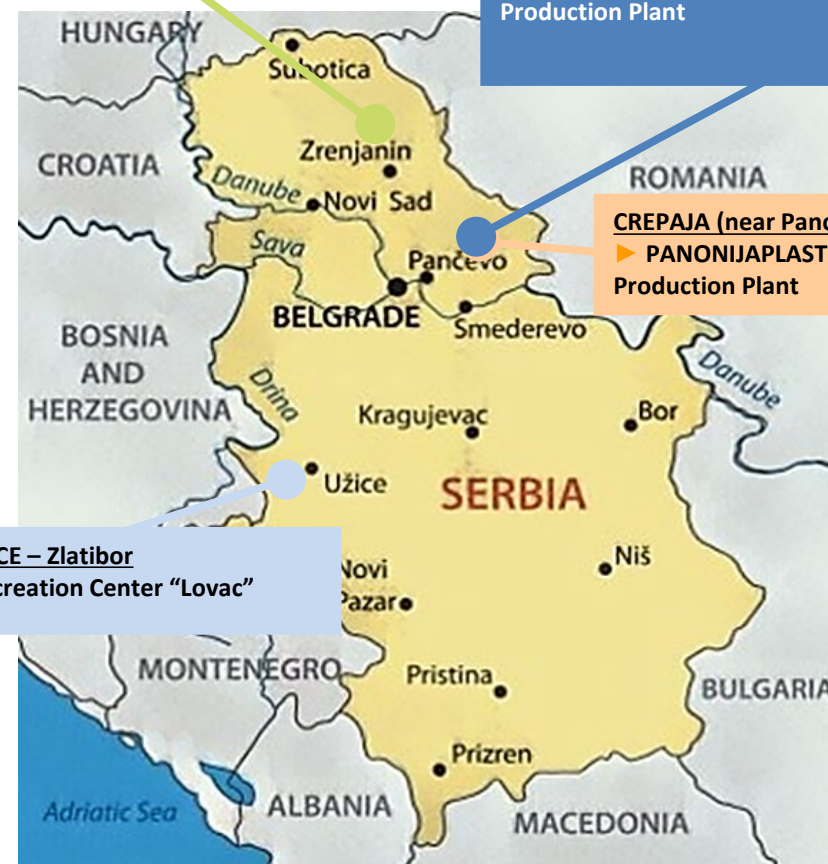 Production Plant
HUNGARY
Subotica
CROATIA
Zrenjanin
ROMANIA
Danube
Novi Sad
CREPAJA (near Panc
► PANONIJAPLAST
Production Plant
Sava
Pančevo
BELGRADE
Smederevo
BOSNIA
AND
HERZEGOVINA
Drina
Danube
Kragujevac
Bor
Užice
SERBIA
CE – Zlatibor
creation Center “Lovac”
Novi
Pazar
Niš
MONTENEGRO
Pristina
BULGARIA
Prizren
Adriatic Sea
ALBANIA
MACEDONIA